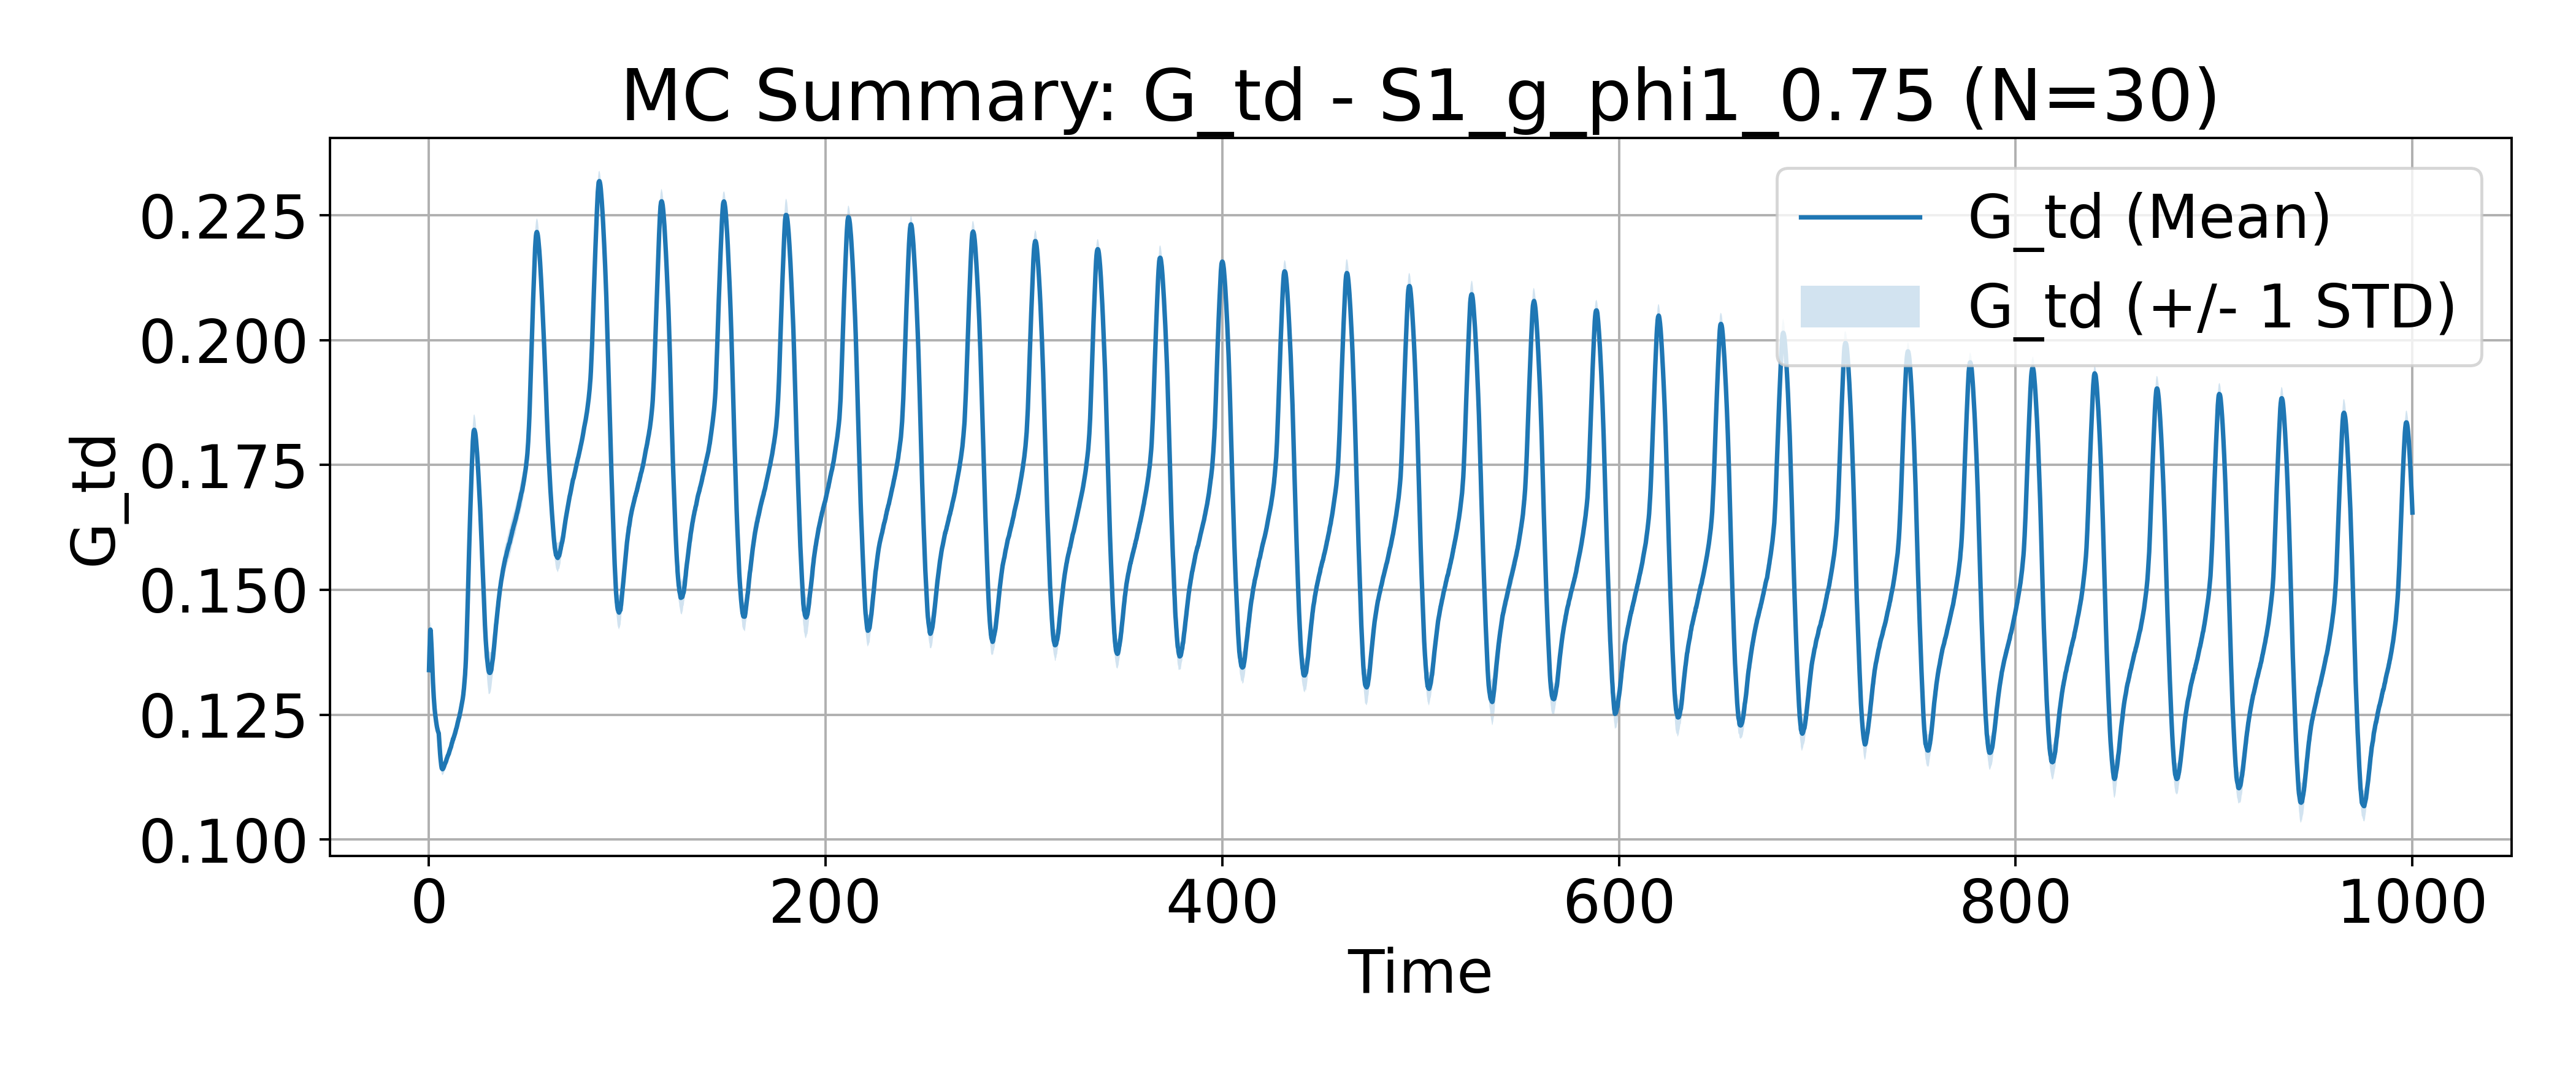 MC Summary: G_td - S1_g_phi1_0.75 (N=30)
G_td (Mean)
G_td (+/- 1 STD)
G_td
0.225
0.200
0.175
0.150
0.125
0.100
0 200 400 600 800 1000
Time